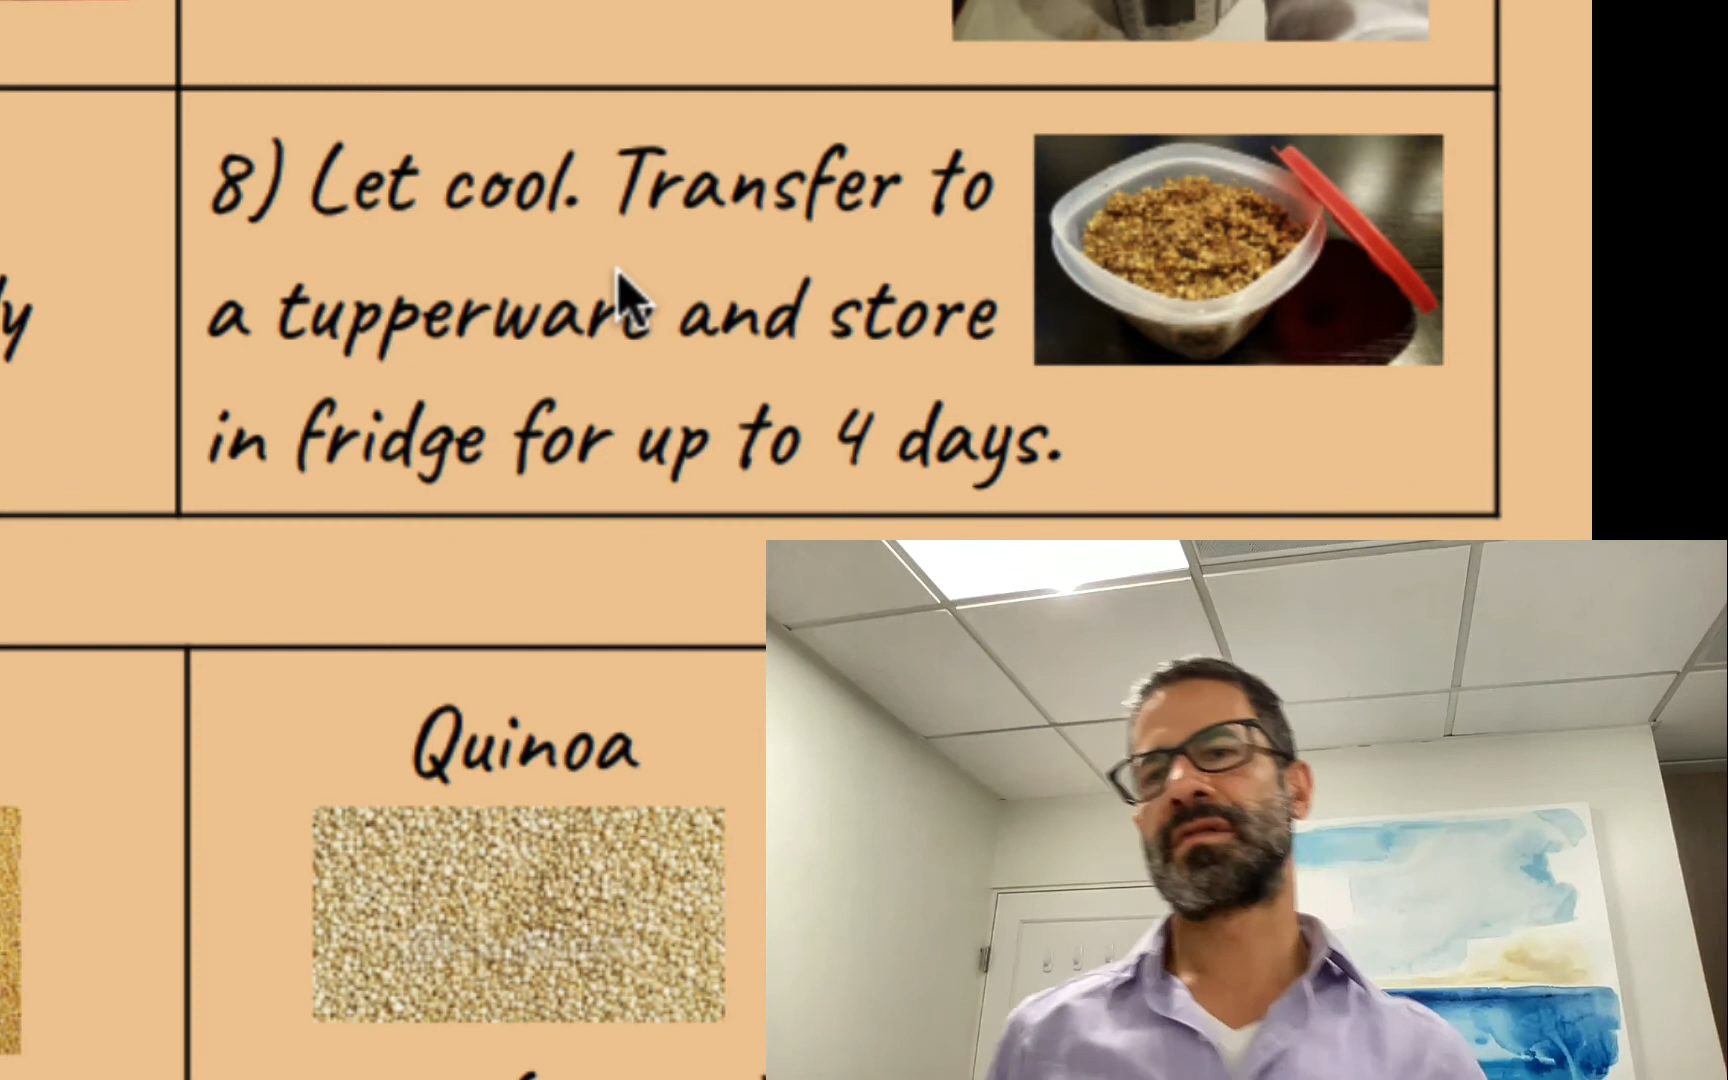 8) Let cool. Transfer to
a tupperware and store
in fridge for up to 4 days.
Quinoa